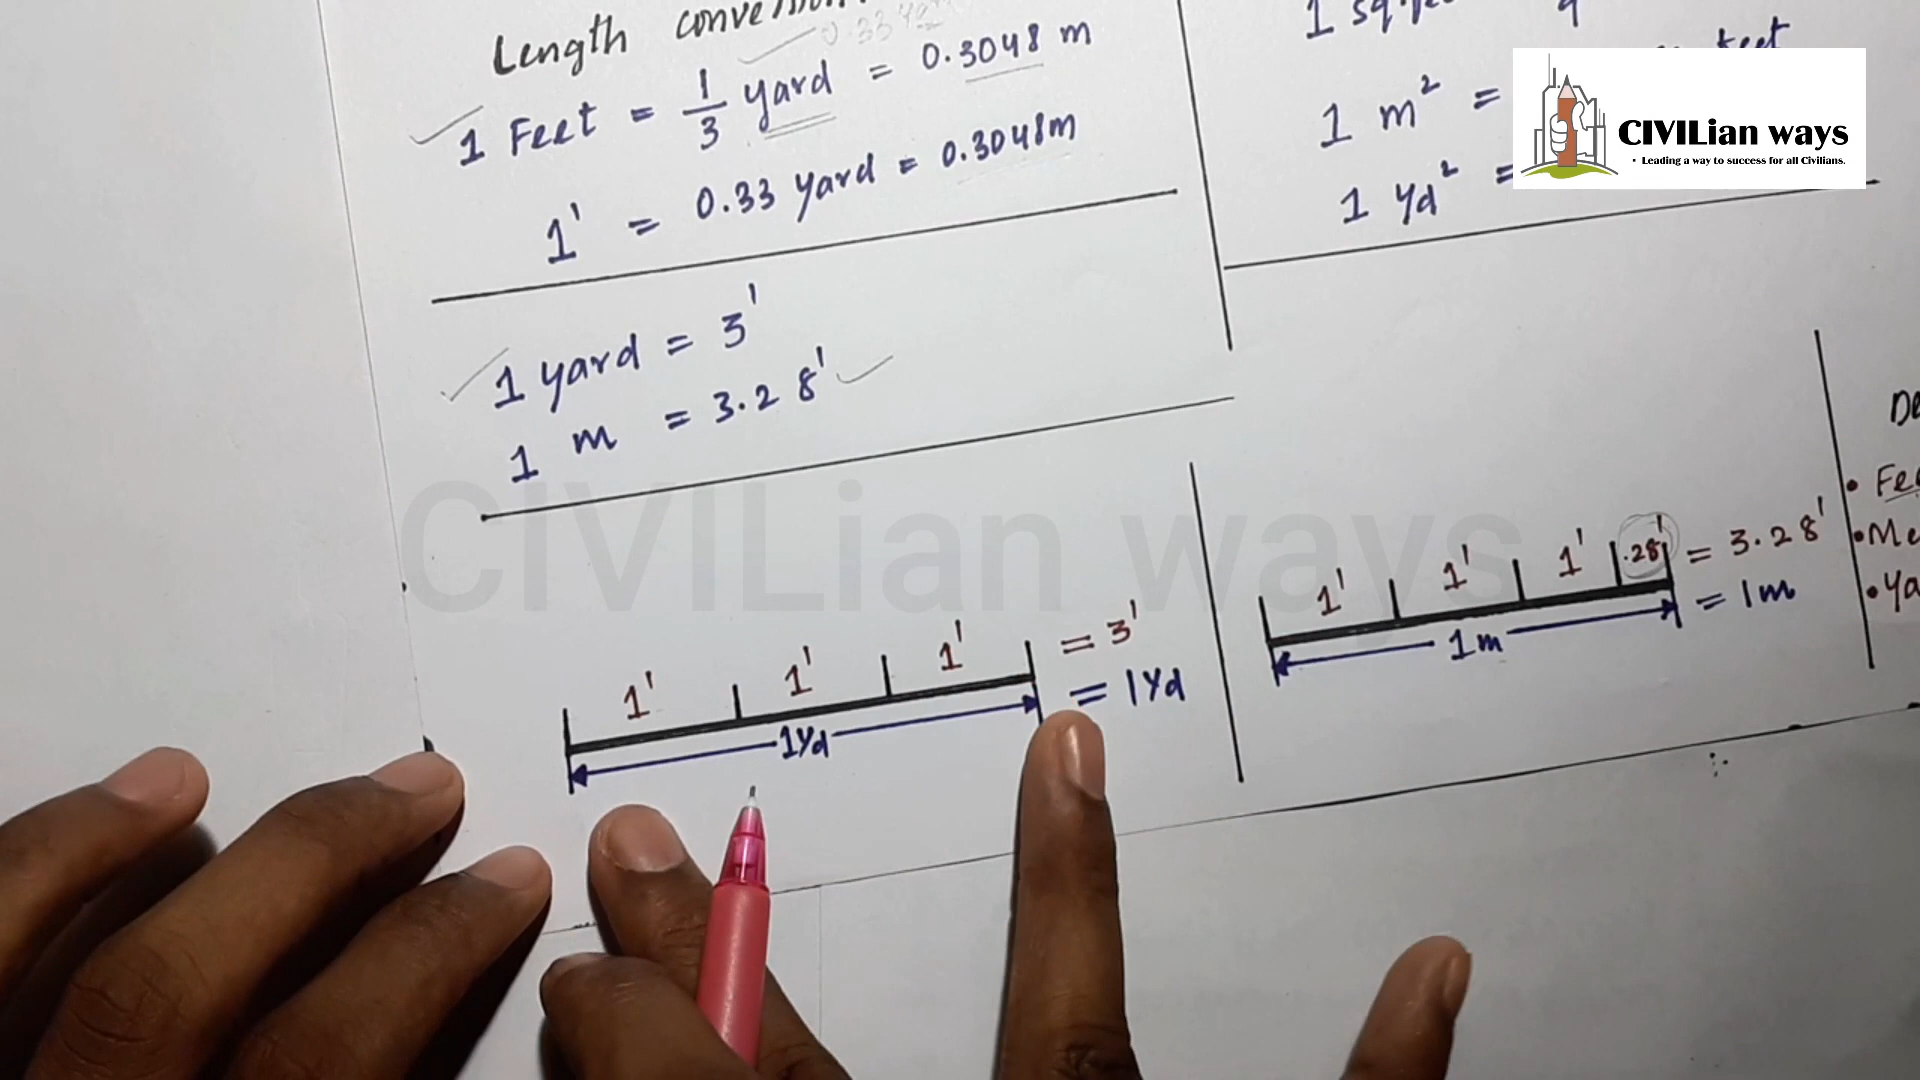 Length
1 Feet = 1/3 yard = 0.3048 m
1' = 0.33 yard = 0.3048m
1 yard = 3'
1 m = 3.28'
1' 1' 1' = 3'
1Yd = 1Yd
1 m² =
1 yd² =
CIVILian ways
• Leading a way to success for all Civilians.
1' 1' 1' .28' = 3.28'
1m = 1m
CIVILian ways